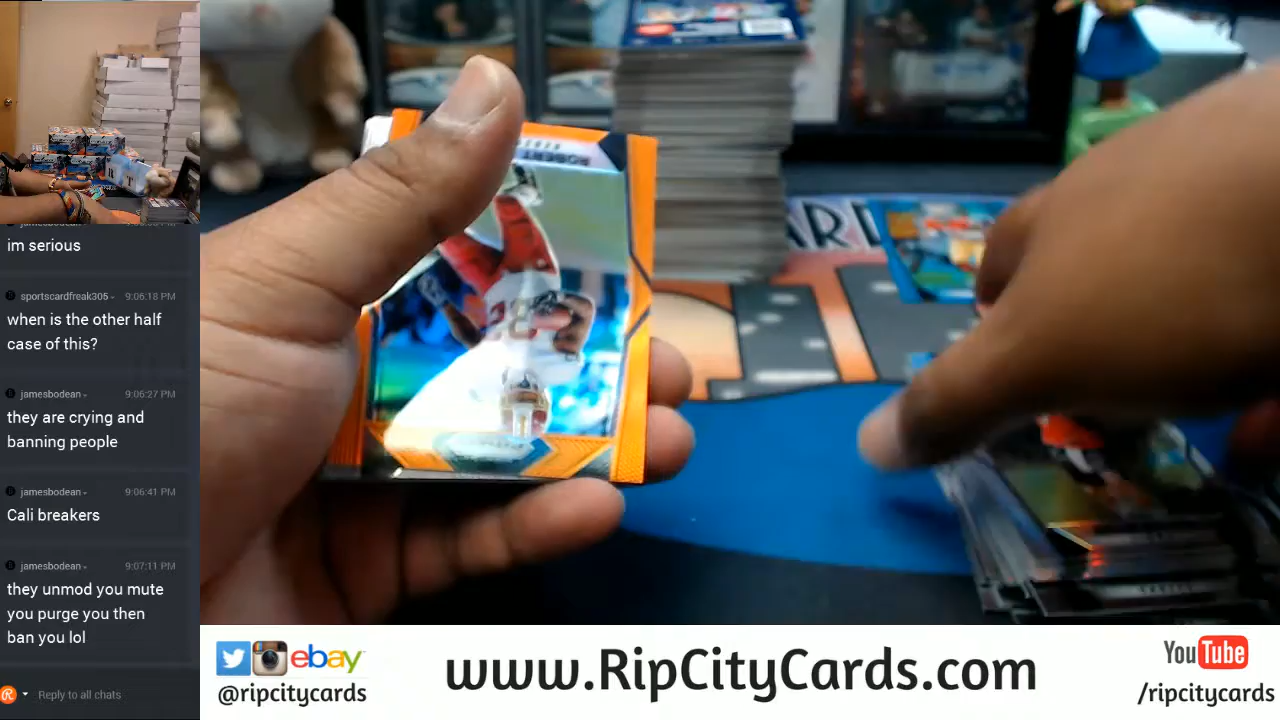 jamesbodean
im serious
sportscardfreak305
9:06:18 PM
when is the other half
case of this?
jamesbodean
9:06:27 PM
they are crying and
banning people
jamesbodean
9:06:41 PM
Cali breakers
jamesbodean
9:07:11 PM
they unmod you mute
you purge you then
ban you lol
Reply to all chats
ROBERT
ARD
ebay
@ripcitycards
www.RipCityCards.com
YouTube
/ripcitycards